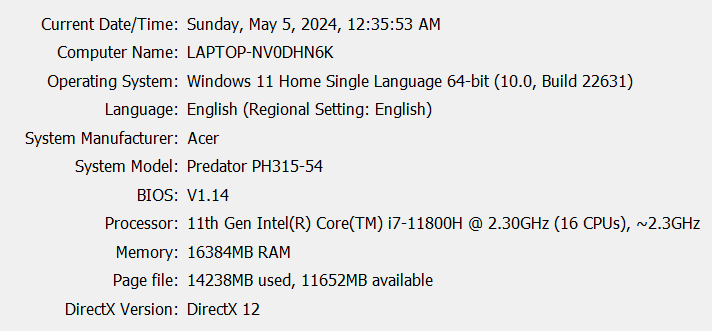 Current Date/Time: Sunday, May 5, 2024, 12:35:53 AM
Computer Name: LAPTOP-NV0DHN6K
Operating System: Windows 11 Home Single Language 64-bit (10.0, Build 22631)
Language: English (Regional Setting: English)
System Manufacturer: Acer
System Model: Predator PH315-54
BIOS: V1.14
Processor: 11th Gen Intel(R) Core(TM) i7-11800H @ 2.30GHz (16 CPUs), ~2.3GHz
Memory: 16384MB RAM
Page file: 14238MB used, 11652MB available
DirectX Version: DirectX 12